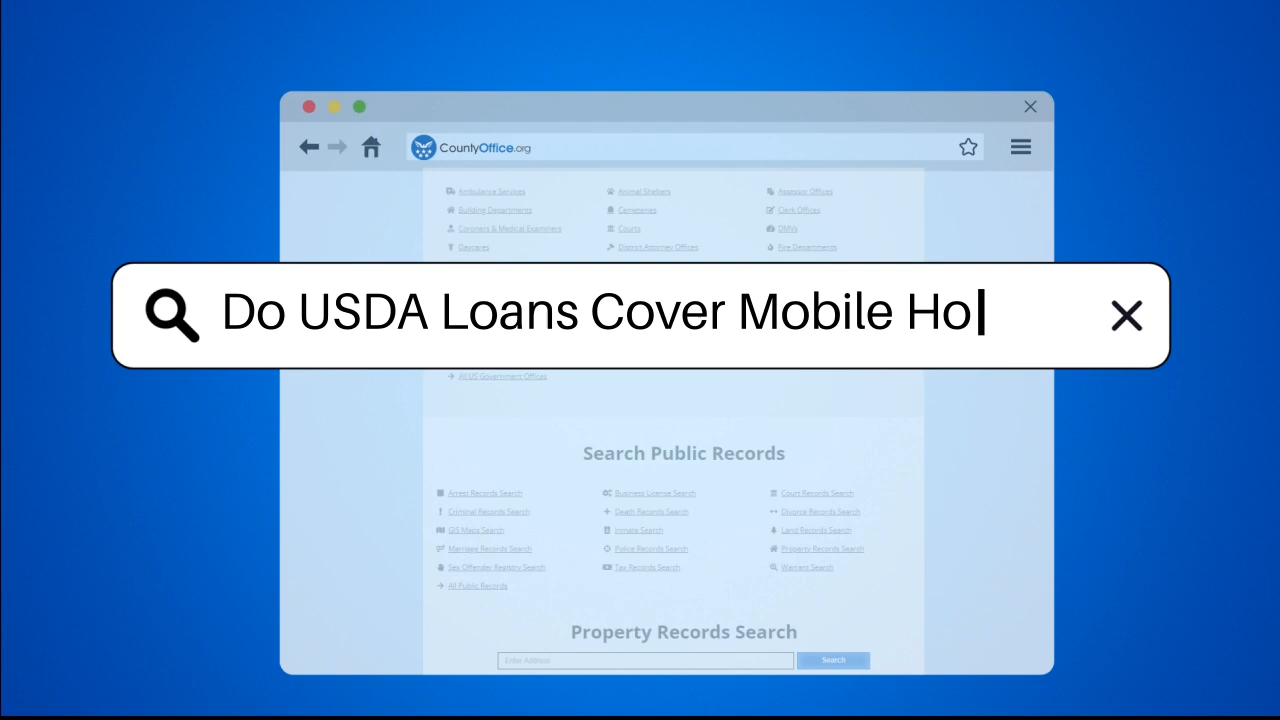 CountyOffice.org
Ambulance Services Animal Shelters Assessor Offices
Building Departments Cemeteries Clerk Offices
Coroners & Medical Examiners Courts DMVs
Daycares District Attorney Offices Fire Departments
Do USDA Loans Cover Mobile Ho
All US Government Offices
Search Public Records
Arrest Records Search Business License Search Court Records Search
Criminal Records Search Death Records Search Divorce Records Search
GIS Maps Search Inmate Search Land Records Search
Marriage Records Search Police Records Search Property Records Search
Sex Offender Registry Search Tax Records Search Warrant Search
All Public Records
Property Records Search
Enter Address Search